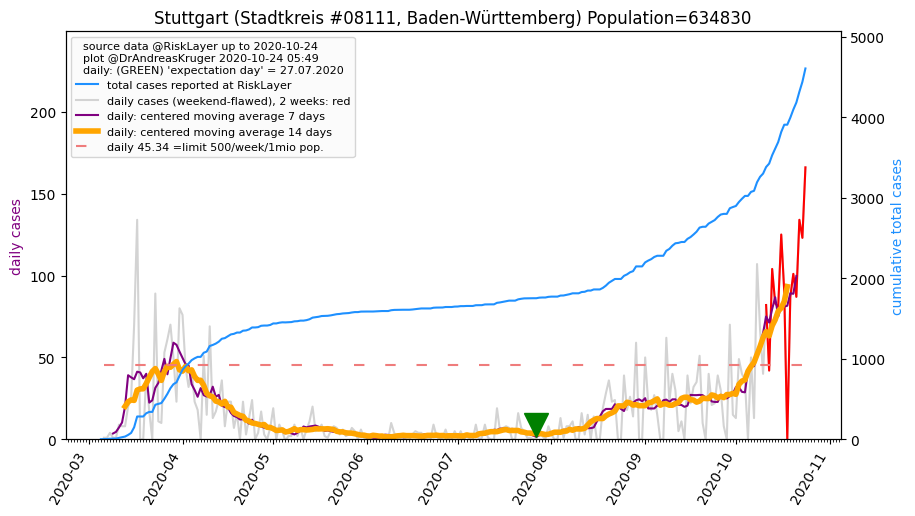 Stuttgart (Stadtkreis #08111, Baden-Württemberg) Population=634830
source data @RiskLayer up to 2020-10-24
plot @DrAndreasKruger 2020-10-24 05:49
daily: (GREEN) 'expectation day' = 27.07.2020
total cases reported at RiskLayer
daily cases (weekend-flawed), 2 weeks: red
daily: centered moving average 7 days
daily: centered moving average 14 days
daily 45.34 =limit 500/week/1mio pop.
daily cases
200
150
100
50
0
5000
4000
3000
2000
1000
0
cumulative total cases
2020-03
2020-04
2020-05
2020-06
2020-07
2020-08
2020-09
2020-10
2020-11